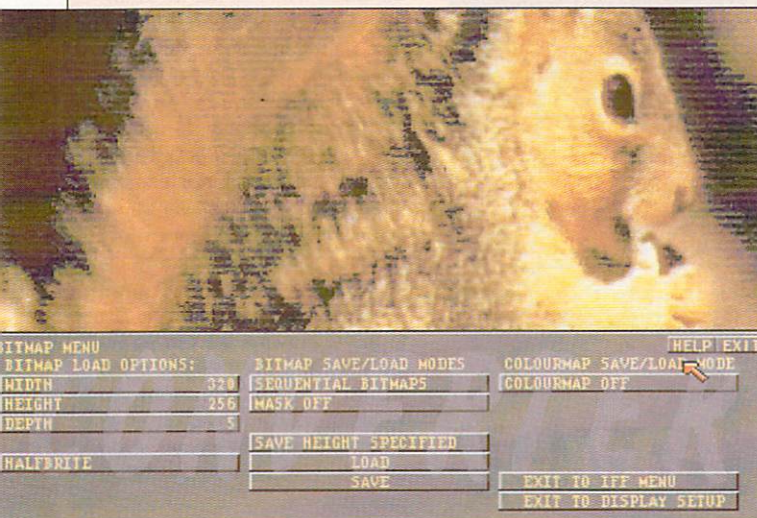 BITMAP MENU
HELP EXIT
BITMAP LOAD OPTIONS:
WIDTH 320
HEIGHT 256
DEPTH 5
HALFBRITE
BITMAP SAVE/LOAD MODES
SEQUENTIAL BITMAPS
MASK OFF
SAVE HEIGHT SPECIFIED
LOAD
SAVE
COLOURMAP SAVE/LOAD MODE
COLOURMAP OFF
EXIT TO IFF MENU
EXIT TO DISPLAY SETUP
CONVERTER